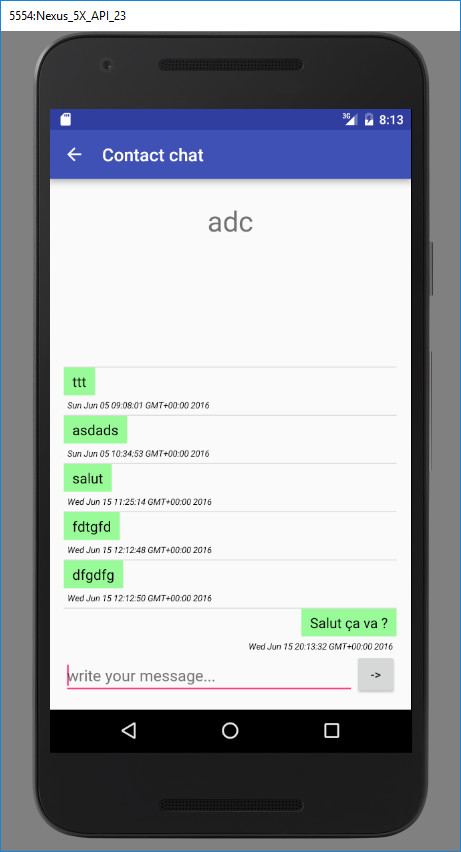 5554:Nexus_5X_API_23
3G 8:13
Contact chat
adc
ttt
Sun Jun 05 09:08:01 GMT+00:00 2016
asdads
Sun Jun 05 10:34:53 GMT+00:00 2016
salut
Wed Jun 15 11:25:14 GMT+00:00 2016
fdtgfd
Wed Jun 15 12:12:48 GMT+00:00 2016
dfgdfg
Wed Jun 15 12:12:50 GMT+00:00 2016
Salut ça va ?
Wed Jun 15 20:13:32 GMT+00:00 2016
write your message...
->